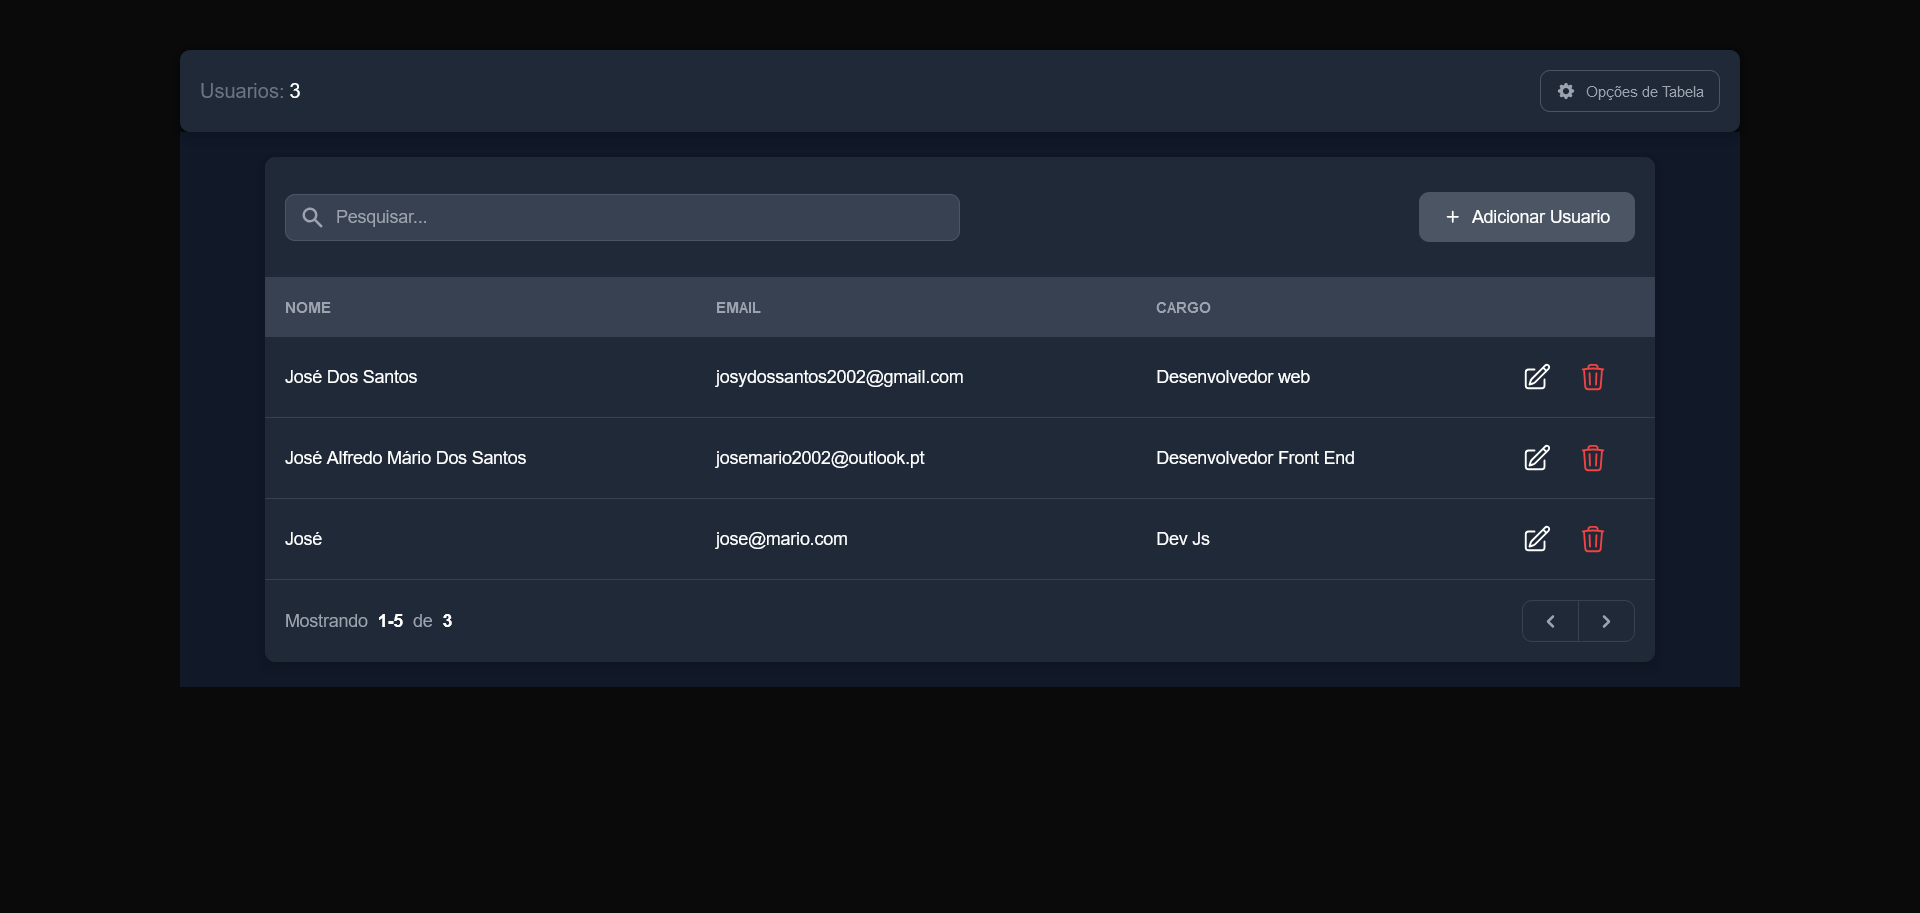 Usuarios: 3
Opções de Tabela
Pesquisar...
+ Adicionar Usuario
NOME EMAIL CARGO
José Dos Santos josydossantos2002@gmail.com Desenvolvedor web
José Alfredo Mário Dos Santos josemario2002@outlook.pt Desenvolvedor Front End
José jose@mario.com Dev Js
Mostrando 1-5 de 3